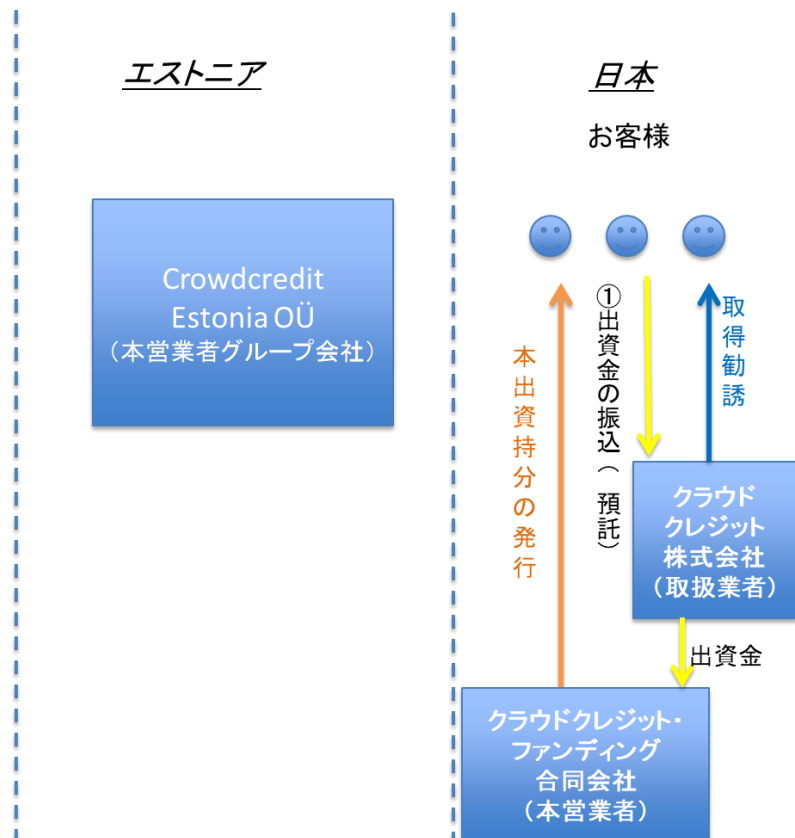 エストニア
日本
お客様
Crowdcredit
Estonia OÜ
(本営業者グループ会社)
本出資持分の発行
①出資金の振込(預託)
取得勧誘
クラウド
クレジット
株式会社
(取扱業者)
出資金
クラウドクレジット・
ファンディング
合同会社
(本営業者)